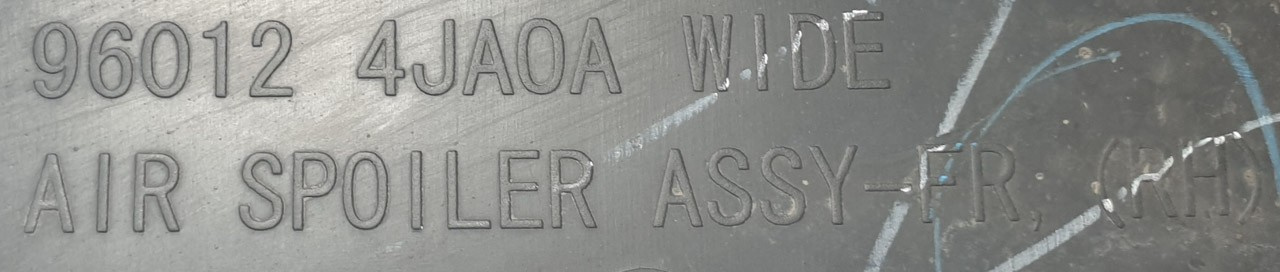 96012 4JA0A WIDE
AIR SPOILER ASSY-FR, (RH)